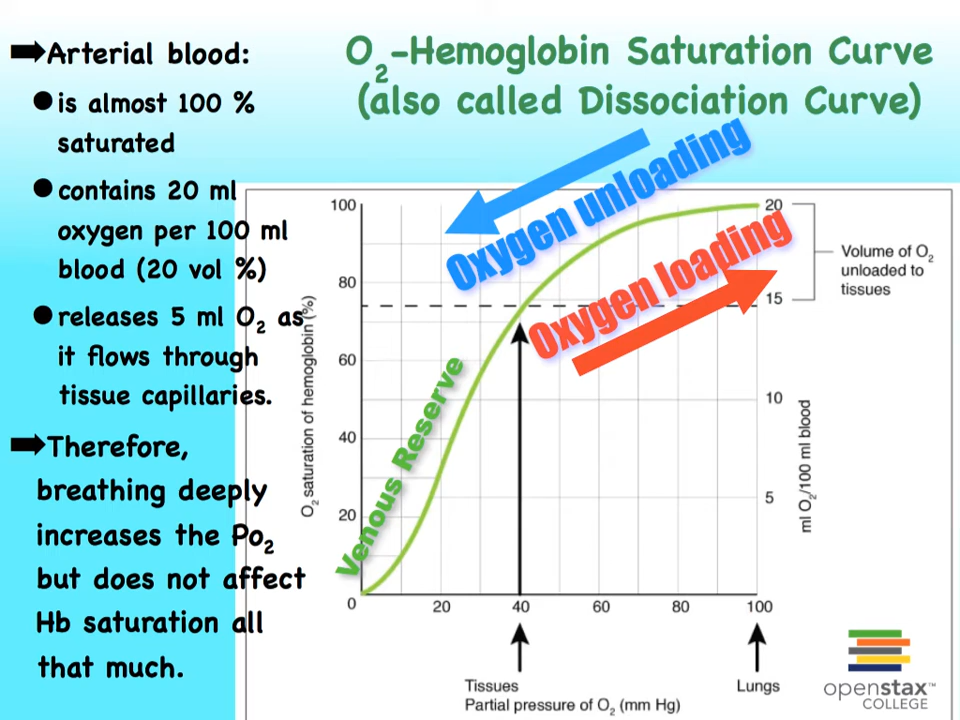 O2-Hemoglobin Saturation Curve
(also called Dissociation Curve)
➡Arterial blood:
●is almost 100 %
saturated
●contains 20 ml
oxygen per 100 ml
blood (20 vol %)
●releases 5 ml O2 as
it flows through
tissue capillaries.
➡Therefore,
breathing deeply
increases the Po2
but does not affect
Hb saturation all
that much.
Oxygen unloading
Oxygen loading
Venous Reserve
O2 saturation of hemoglobin (%)
100
80
60
40
20
0
20
40
60
80
100
20
15
10
5
ml O2/100 ml blood
Volume of O2
unloaded to
tissues
Tissues
Lungs
Partial pressure of O2 (mm Hg)
openstax™
COLLEGE